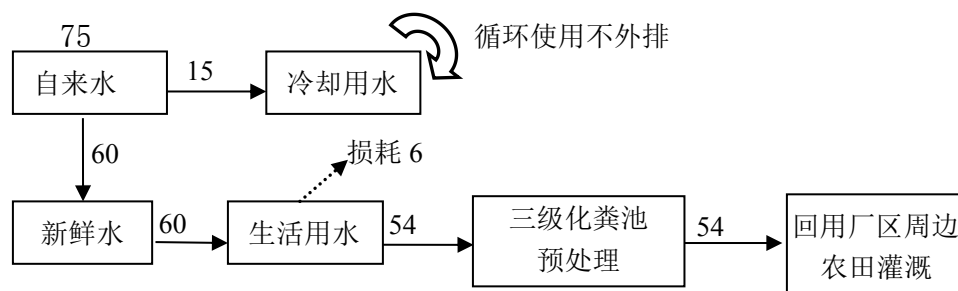 75
自来水
15
冷却用水
循环使用不外排
60
损耗 6
新鲜水
60
生活用水
54
三级化粪池
预处理
54
回用厂区周边
农田灌溉